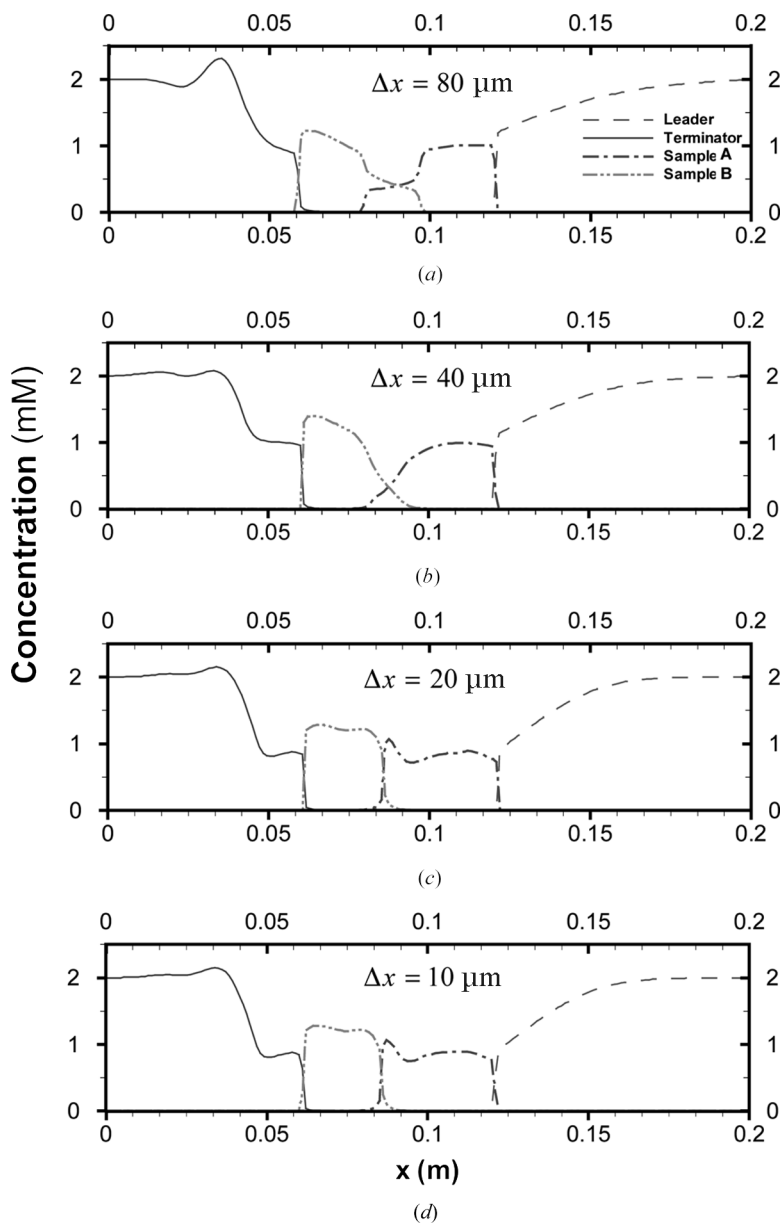 0 0.05 0.1 0.15 0.2
2 Δx = 80 μm 2
Leader
Terminator
1 Sample A 1
Sample B
0 0
0 0.05 0.1 0.15 0.2
(a)
0 0.05 0.1 0.15 0.2
2 Δx = 40 μm 2
1 1
0 0
0 0.05 0.1 0.15 0.2
(b)
Concentration (mM)
0 0.05 0.1 0.15 0.2
2 Δx = 20 μm 2
1 1
0 0
0 0.05 0.1 0.15 0.2
(c)
0 0.05 0.1 0.15 0.2
2 Δx = 10 μm 2
1 1
0 0
0 0.05 0.1 0.15 0.2
x (m)
(d)